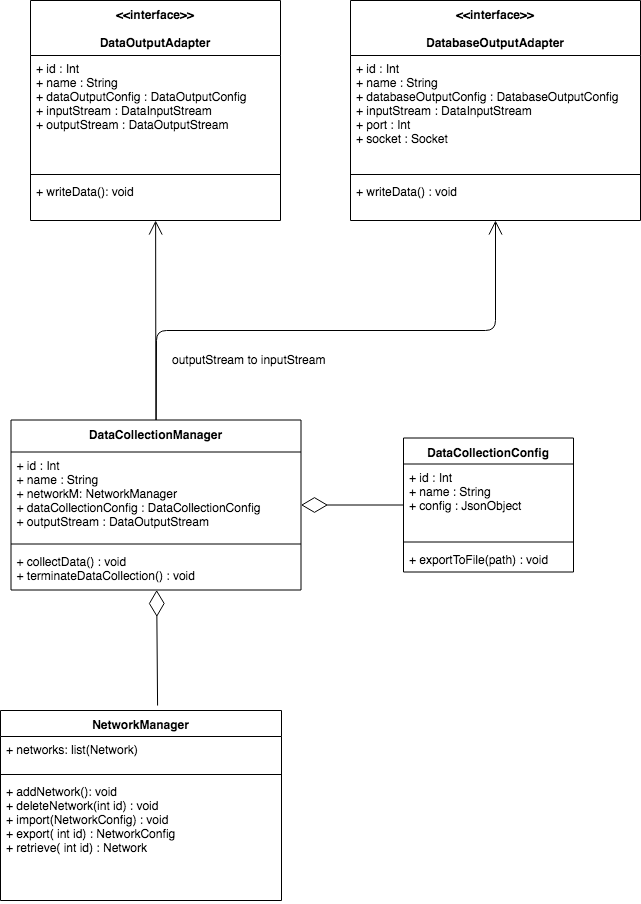 <<interface>>
DataOutputAdapter
+ id : Int
+ name : String
+ dataOutputConfig : DataOutputConfig
+ inputStream : DataInputStream
+ outputStream : DataOutputStream
+ writeData(): void
<<interface>>
DatabaseOutputAdapter
+ id : Int
+ name : String
+ databaseOutputConfig : DatabaseOutputConfig
+ inputStream : DataInputStream
+ port : Int
+ socket : Socket
+ writeData() : void
outputStream to inputStream
DataCollectionManager
+ id : Int
+ name : String
+ networkM: NetworkManager
+ dataCollectionConfig : DataCollectionConfig
+ outputStream : DataOutputStream
+ collectData() : void
+ terminateDataCollection() : void
DataCollectionConfig
+ id : Int
+ name : String
+ config : JsonObject
+ exportToFile(path) : void
NetworkManager
+ networks: list(Network)
+ addNetwork(): void
+ deleteNetwork(int id) : void
+ import(NetworkConfig) : void
+ export( int id) : NetworkConfig
+ retrieve( int id) : Network